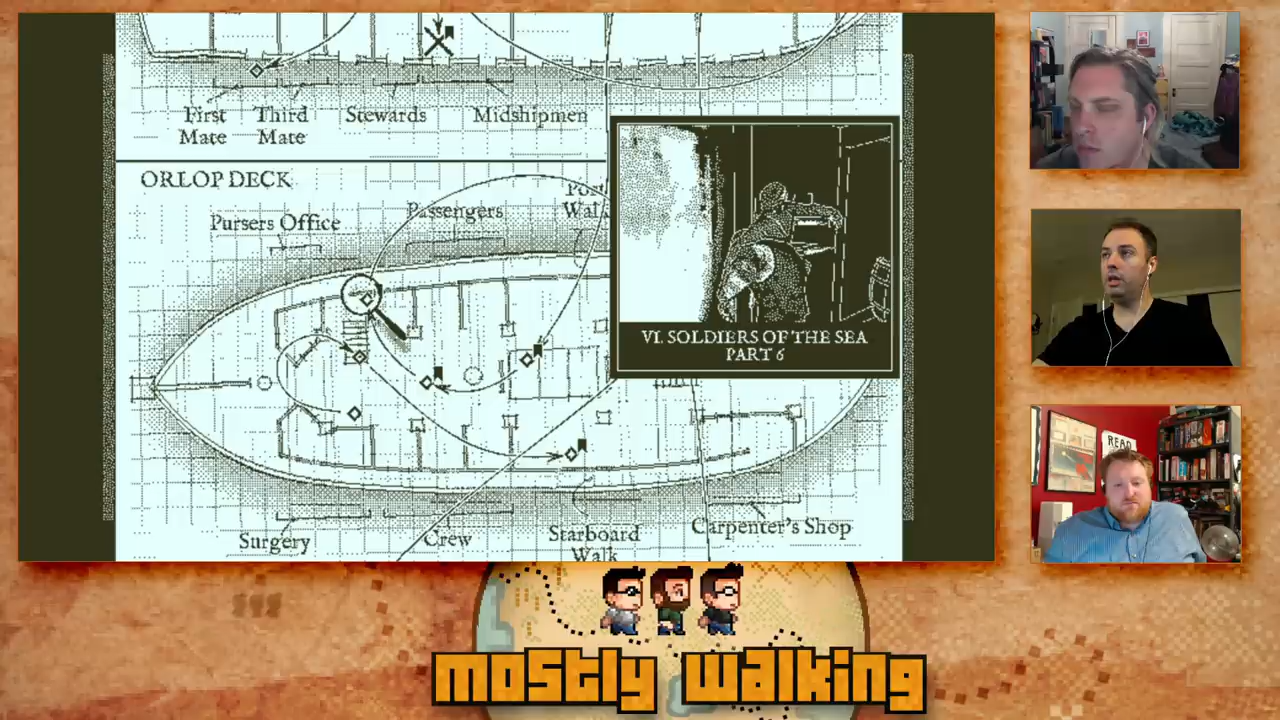 First
Mate
Third
Mate
Stewards
Midshipmen
ORLOP DECK
Pursers Office
Passengers
VI. SOLDIERS OF THE SEA
PART 6
Surgery
Crew
Starboard
Walk
Carpenter's Shop
READ
mostly walking